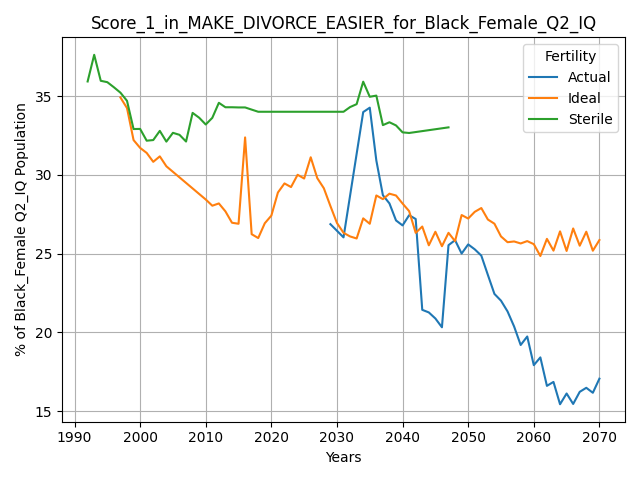 Score_1_in_MAKE_DIVORCE_EASIER_for_Black_Female_Q2_IQ
% of Black_Female Q2_IQ Population
35
30
25
20
15
Fertility
Actual
Ideal
Sterile
1990 2000 2010 2020 2030 2040 2050 2060 2070
Years